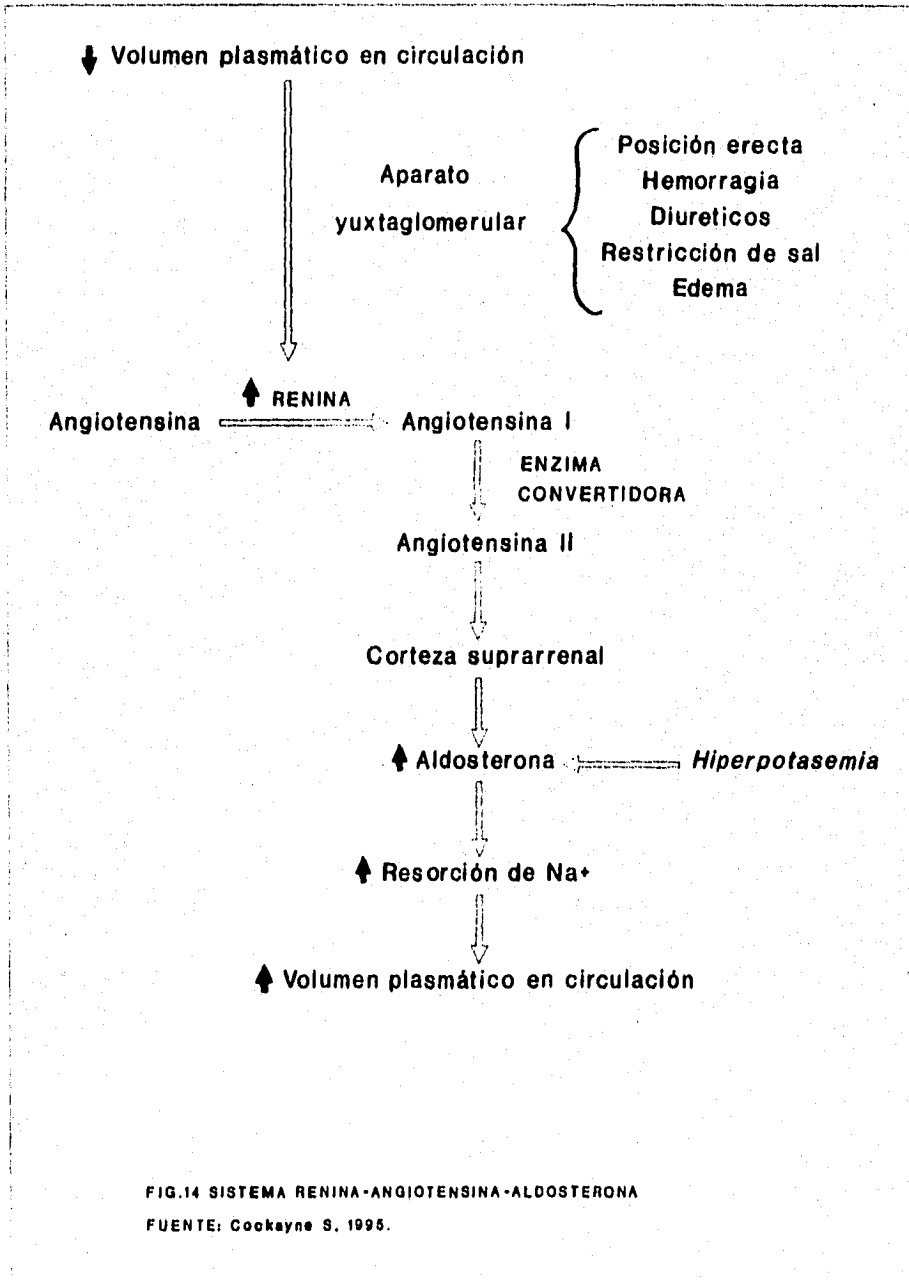 Volumen plasmático en circulación
Aparato
yuxtaglomerular
Posición erecta
Hemorragia
Diureticos
Restricción de sal
Edema
RENINA
Angiotensina
Angiotensina I
ENZIMA
CONVERTIDORA
Angiotensina II
Corteza suprarrenal
Aldosterona
Hiperpotasemia
Resorción de Na+
Volumen plasmático en circulación
FIG.14 SISTEMA RENINA-ANGIOTENSINA-ALDOSTERONA
FUENTE: Cockayne S, 1995.